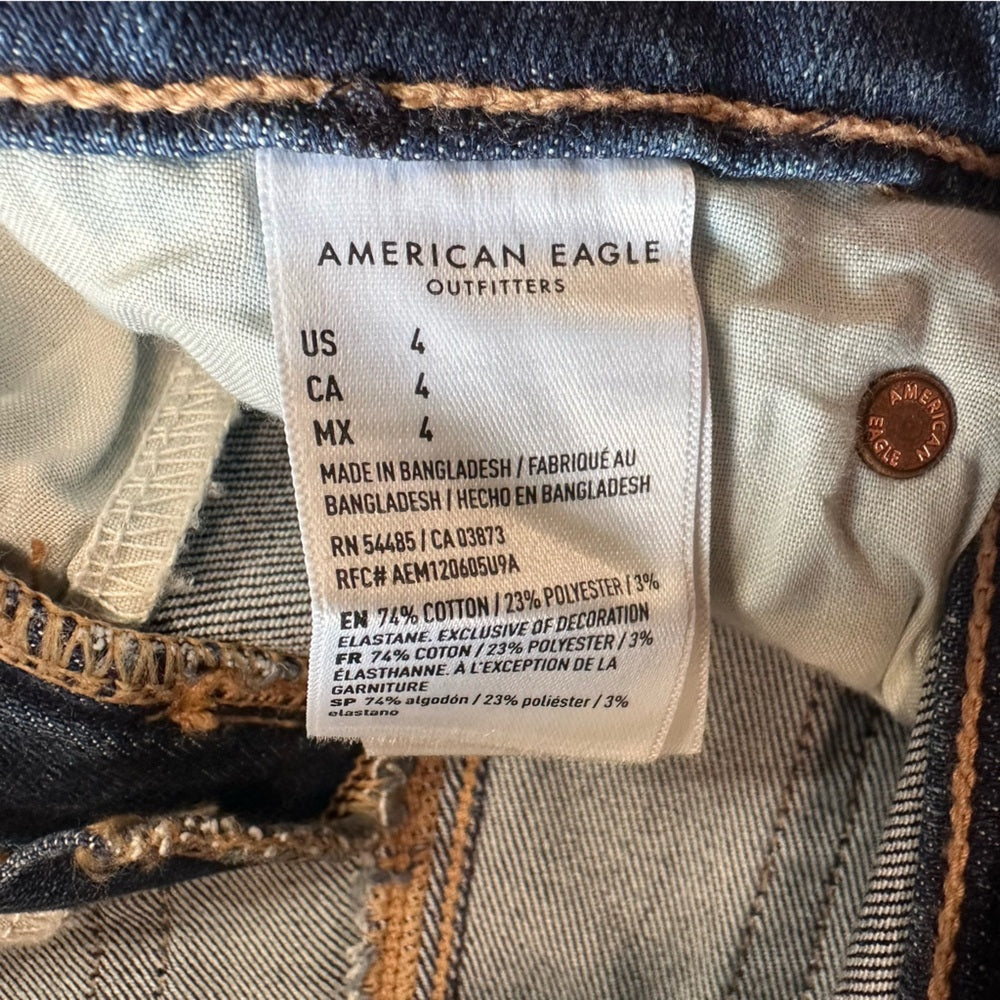 AMERICAN EAGLE
OUTFITTERS
US 4
CA 4
MX 4
MADE IN BANGLADESH / FABRIQUÉ AU
BANGLADESH / HECHO EN BANGLADESH
RN 54485 / CA 03873
RFC# AEM120605U9A
EN 74% COTTON / 23% POLYESTER / 3%
ELASTANE. EXCLUSIVE OF DECORATION
FR 74% COTON / 23% POLYESTER / 3%
ÉLASTHANNE. À L'EXCEPTION DE LA
GARNITURE
SP 74% algodón / 23% poliéster / 3%
elastano
AMERICAN
EAGLE